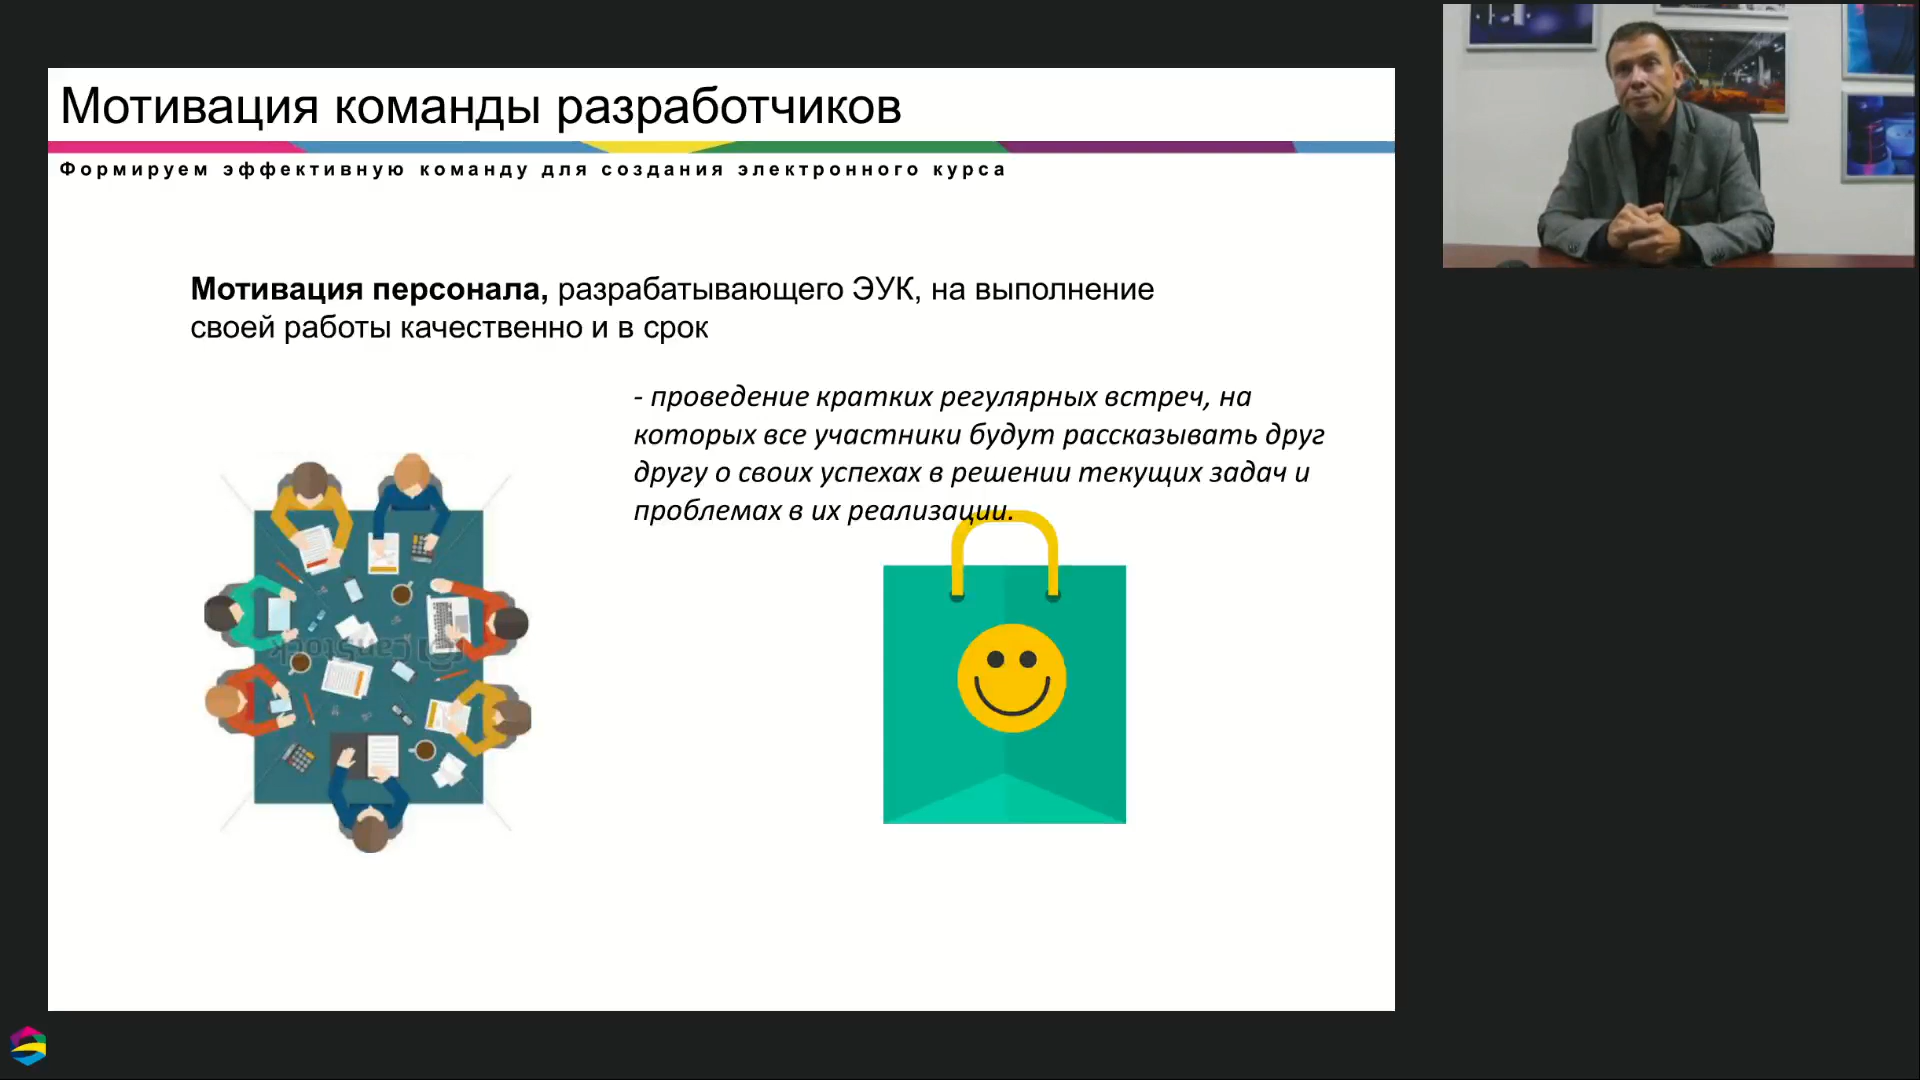 Мотивация команды разработчиков
Формируем эффективную команду для создания электронного курса
Мотивация персонала, разрабатывающего ЭУК, на выполнение
своей работы качественно и в срок
- проведение кратких регулярных встреч, на
которых все участники будут рассказывать друг
другу о своих успехах в решении текущих задач и
проблемах в их реализации.